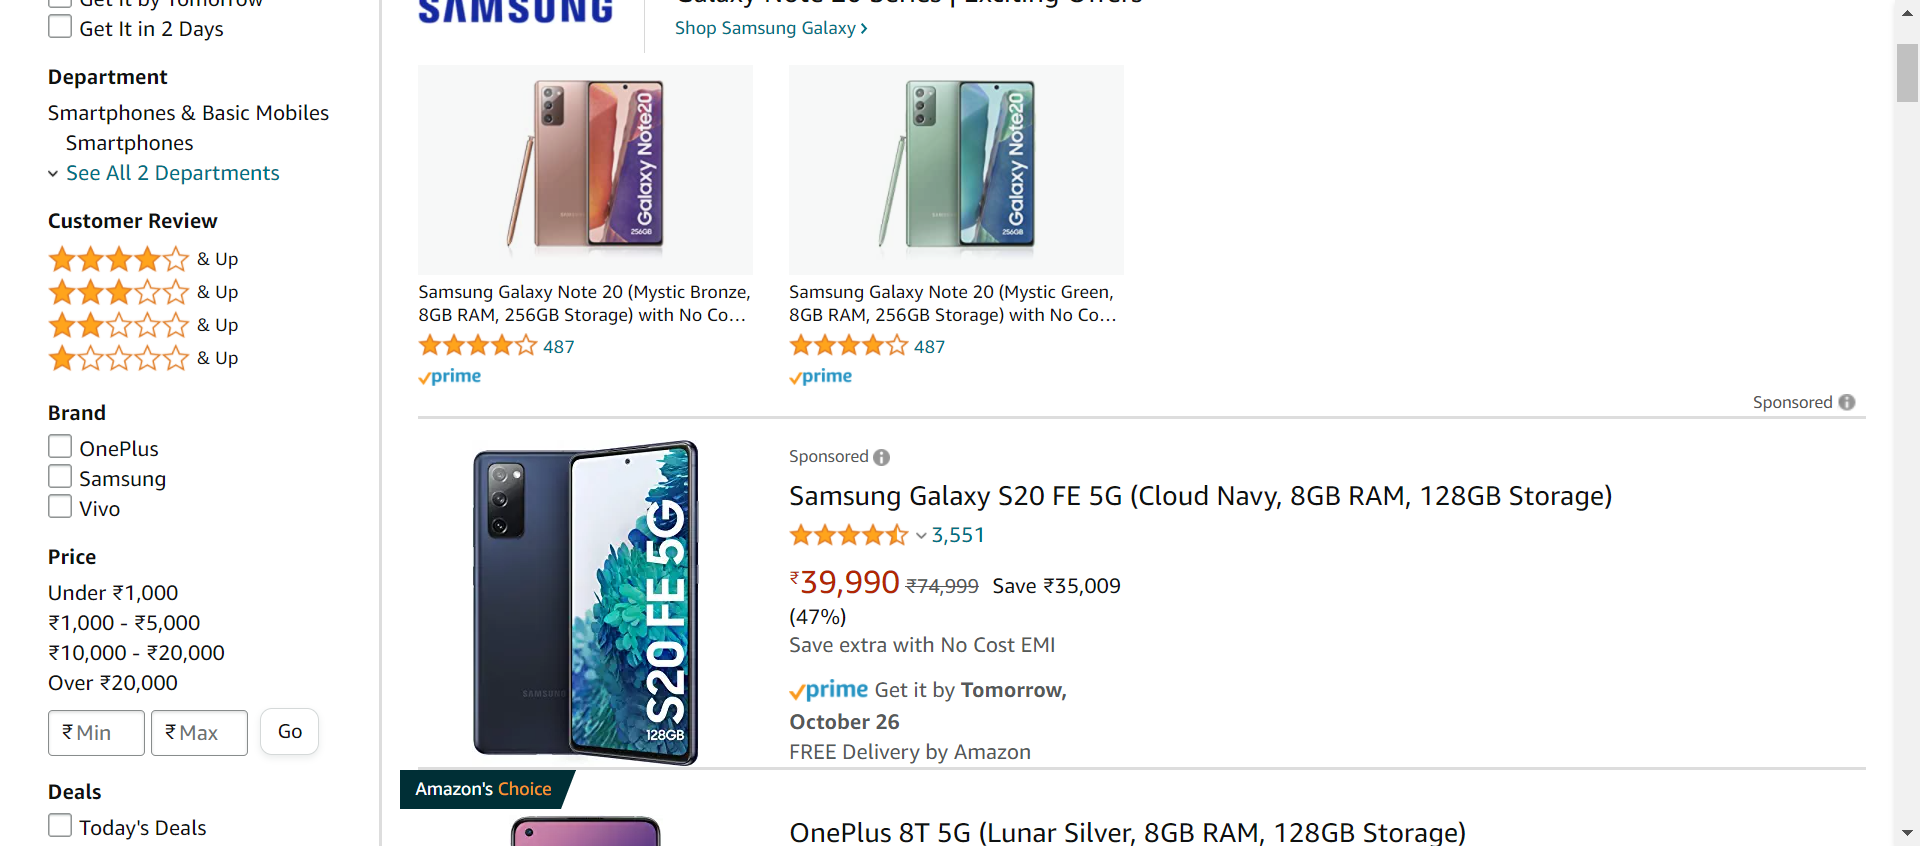 Get it by Tomorrow
Get It in 2 Days
Department
Smartphones & Basic Mobiles
Smartphones
See All 2 Departments
Customer Review
& Up
& Up
& Up
& Up
Brand
OnePlus
Samsung
Vivo
Price
Under ₹1,000
₹1,000 - ₹5,000
₹10,000 - ₹20,000
Over ₹20,000
₹ Min ₹ Max Go
Deals
Today's Deals
SAMSUNG
Galaxy Note 20 Series | Exciting Offers
Shop Samsung Galaxy ›
SAMSUNG
Galaxy Note20
256GB
Samsung Galaxy Note 20 (Mystic Bronze,
8GB RAM, 256GB Storage) with No Co…
487
prime
SAMSUNG
Galaxy Note20
256GB
Samsung Galaxy Note 20 (Mystic Green,
8GB RAM, 256GB Storage) with No Co…
487
prime
Sponsored
SAMSUNG
S20 FE 5G
128GB
Sponsored
Samsung Galaxy S20 FE 5G (Cloud Navy, 8GB RAM, 128GB Storage)
3,551
₹39,990 ₹74,999 Save ₹35,009
(47%)
Save extra with No Cost EMI
prime Get it by Tomorrow,
October 26
FREE Delivery by Amazon
Amazon's Choice
OnePlus 8T 5G (Lunar Silver, 8GB RAM, 128GB Storage)